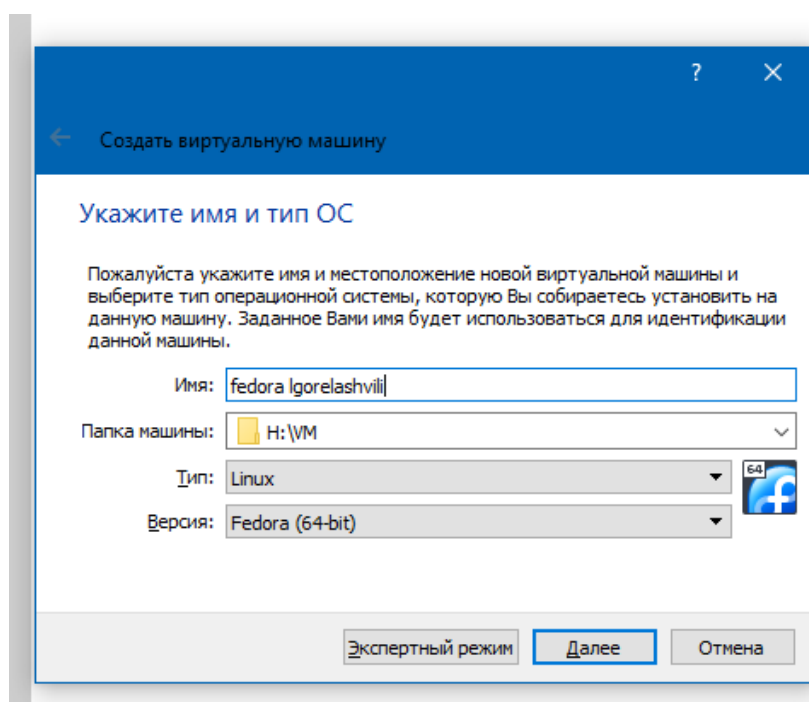 ?
Создать виртуальную машину
Укажите имя и тип ОС
Пожалуйста укажите имя и местоположение новой виртуальной машины и
выберите тип операционной системы, которую Вы собираетесь установить на
данную машину. Заданное Вами имя будет использоваться для идентификации
данной машины.
Имя: fedora lgorelashvili
Папка машины: H:\VM
Тип: Linux 64
Версия: Fedora (64-bit)
Экспертный режим Далее Отмена